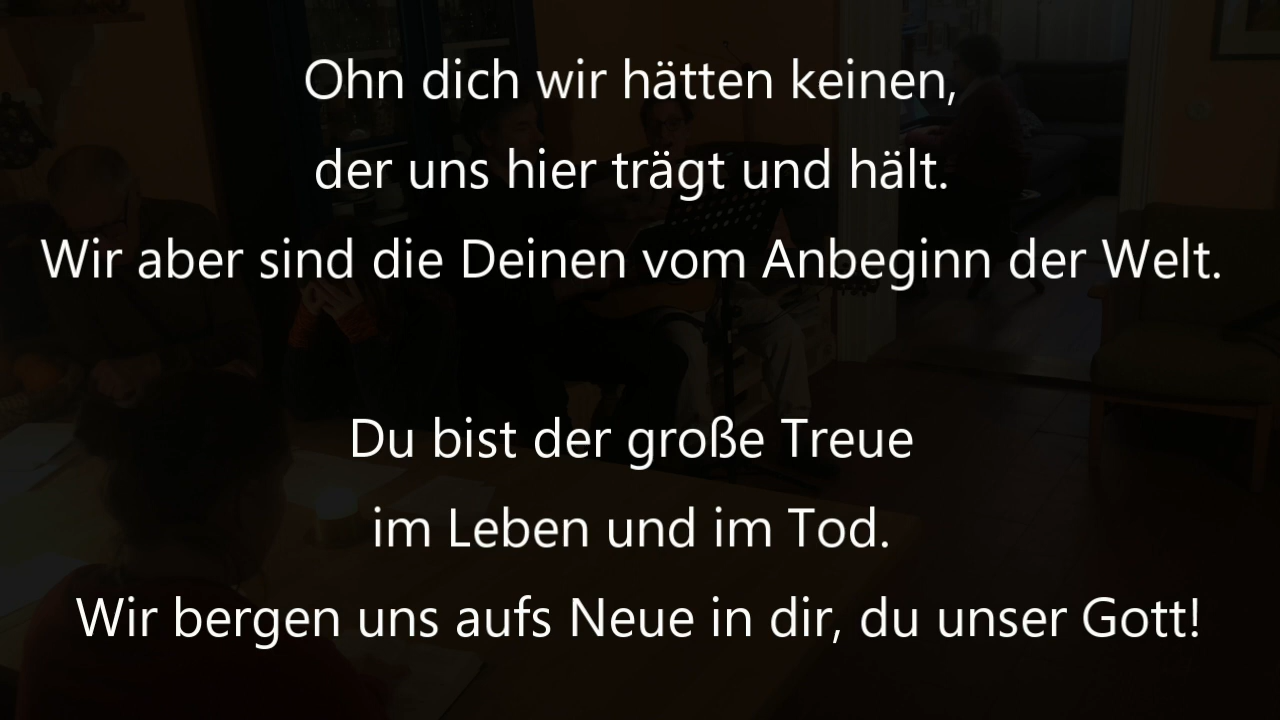 Ohn dich wir hätten keinen,
der uns hier trägt und hält.
Wir aber sind die Deinen vom Anbeginn der Welt.
Du bist der große Treue
im Leben und im Tod.
Wir bergen uns aufs Neue in dir, du unser Gott!